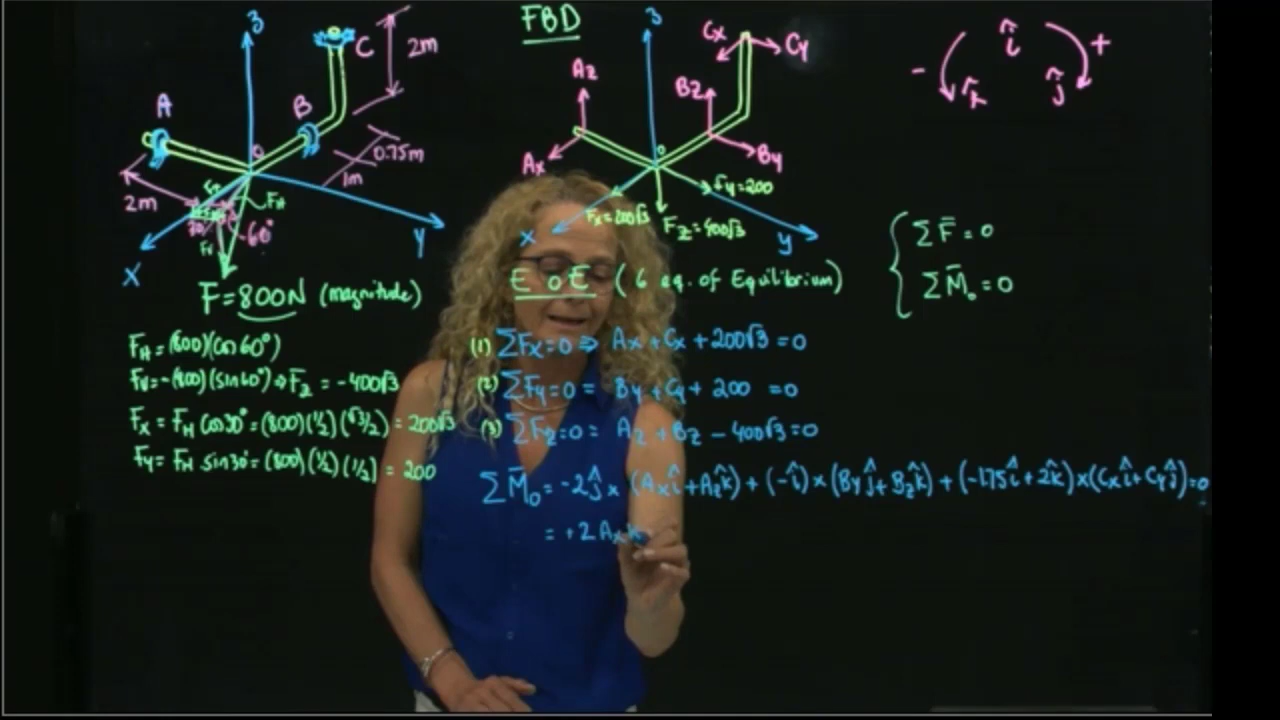 FBD
3
A
B
C
2m
O
0.75m
1m
2m
FH
60°
Fv
X
Y
F=800N (magnitude)
3
Az
Ax
Bz
By
Cx
Cy
O
Fy=200
Fx=200√3
Fz=400√3
x
y
î
- +
k̂ ĵ
ΣF̄=0
ΣM̄o=0
EoE (6 eq. of Equilibrium)
FH=(800)(cos60°)
Fv=-(800)(sin60°)⇒Fz=-400√3
Fx=FH cos30°=(800)(1/2)(√3/2)=200√3
Fy=FH sin30°=(800)(1/2)(1/2)=200
(1) ΣFx=0⇒ Ax+Cx+200√3=0
(2) ΣFy=0= By+Cy+200=0
(3) ΣFz=0= Az+Bz-400√3=0
ΣM̄o=-2ĵ×(Axî+Azk̂)+(-î)×(Byĵ+Bzk̂)+(-1.75î+2k̂)×(Cxî+Cyĵ)=0
=+2Axk